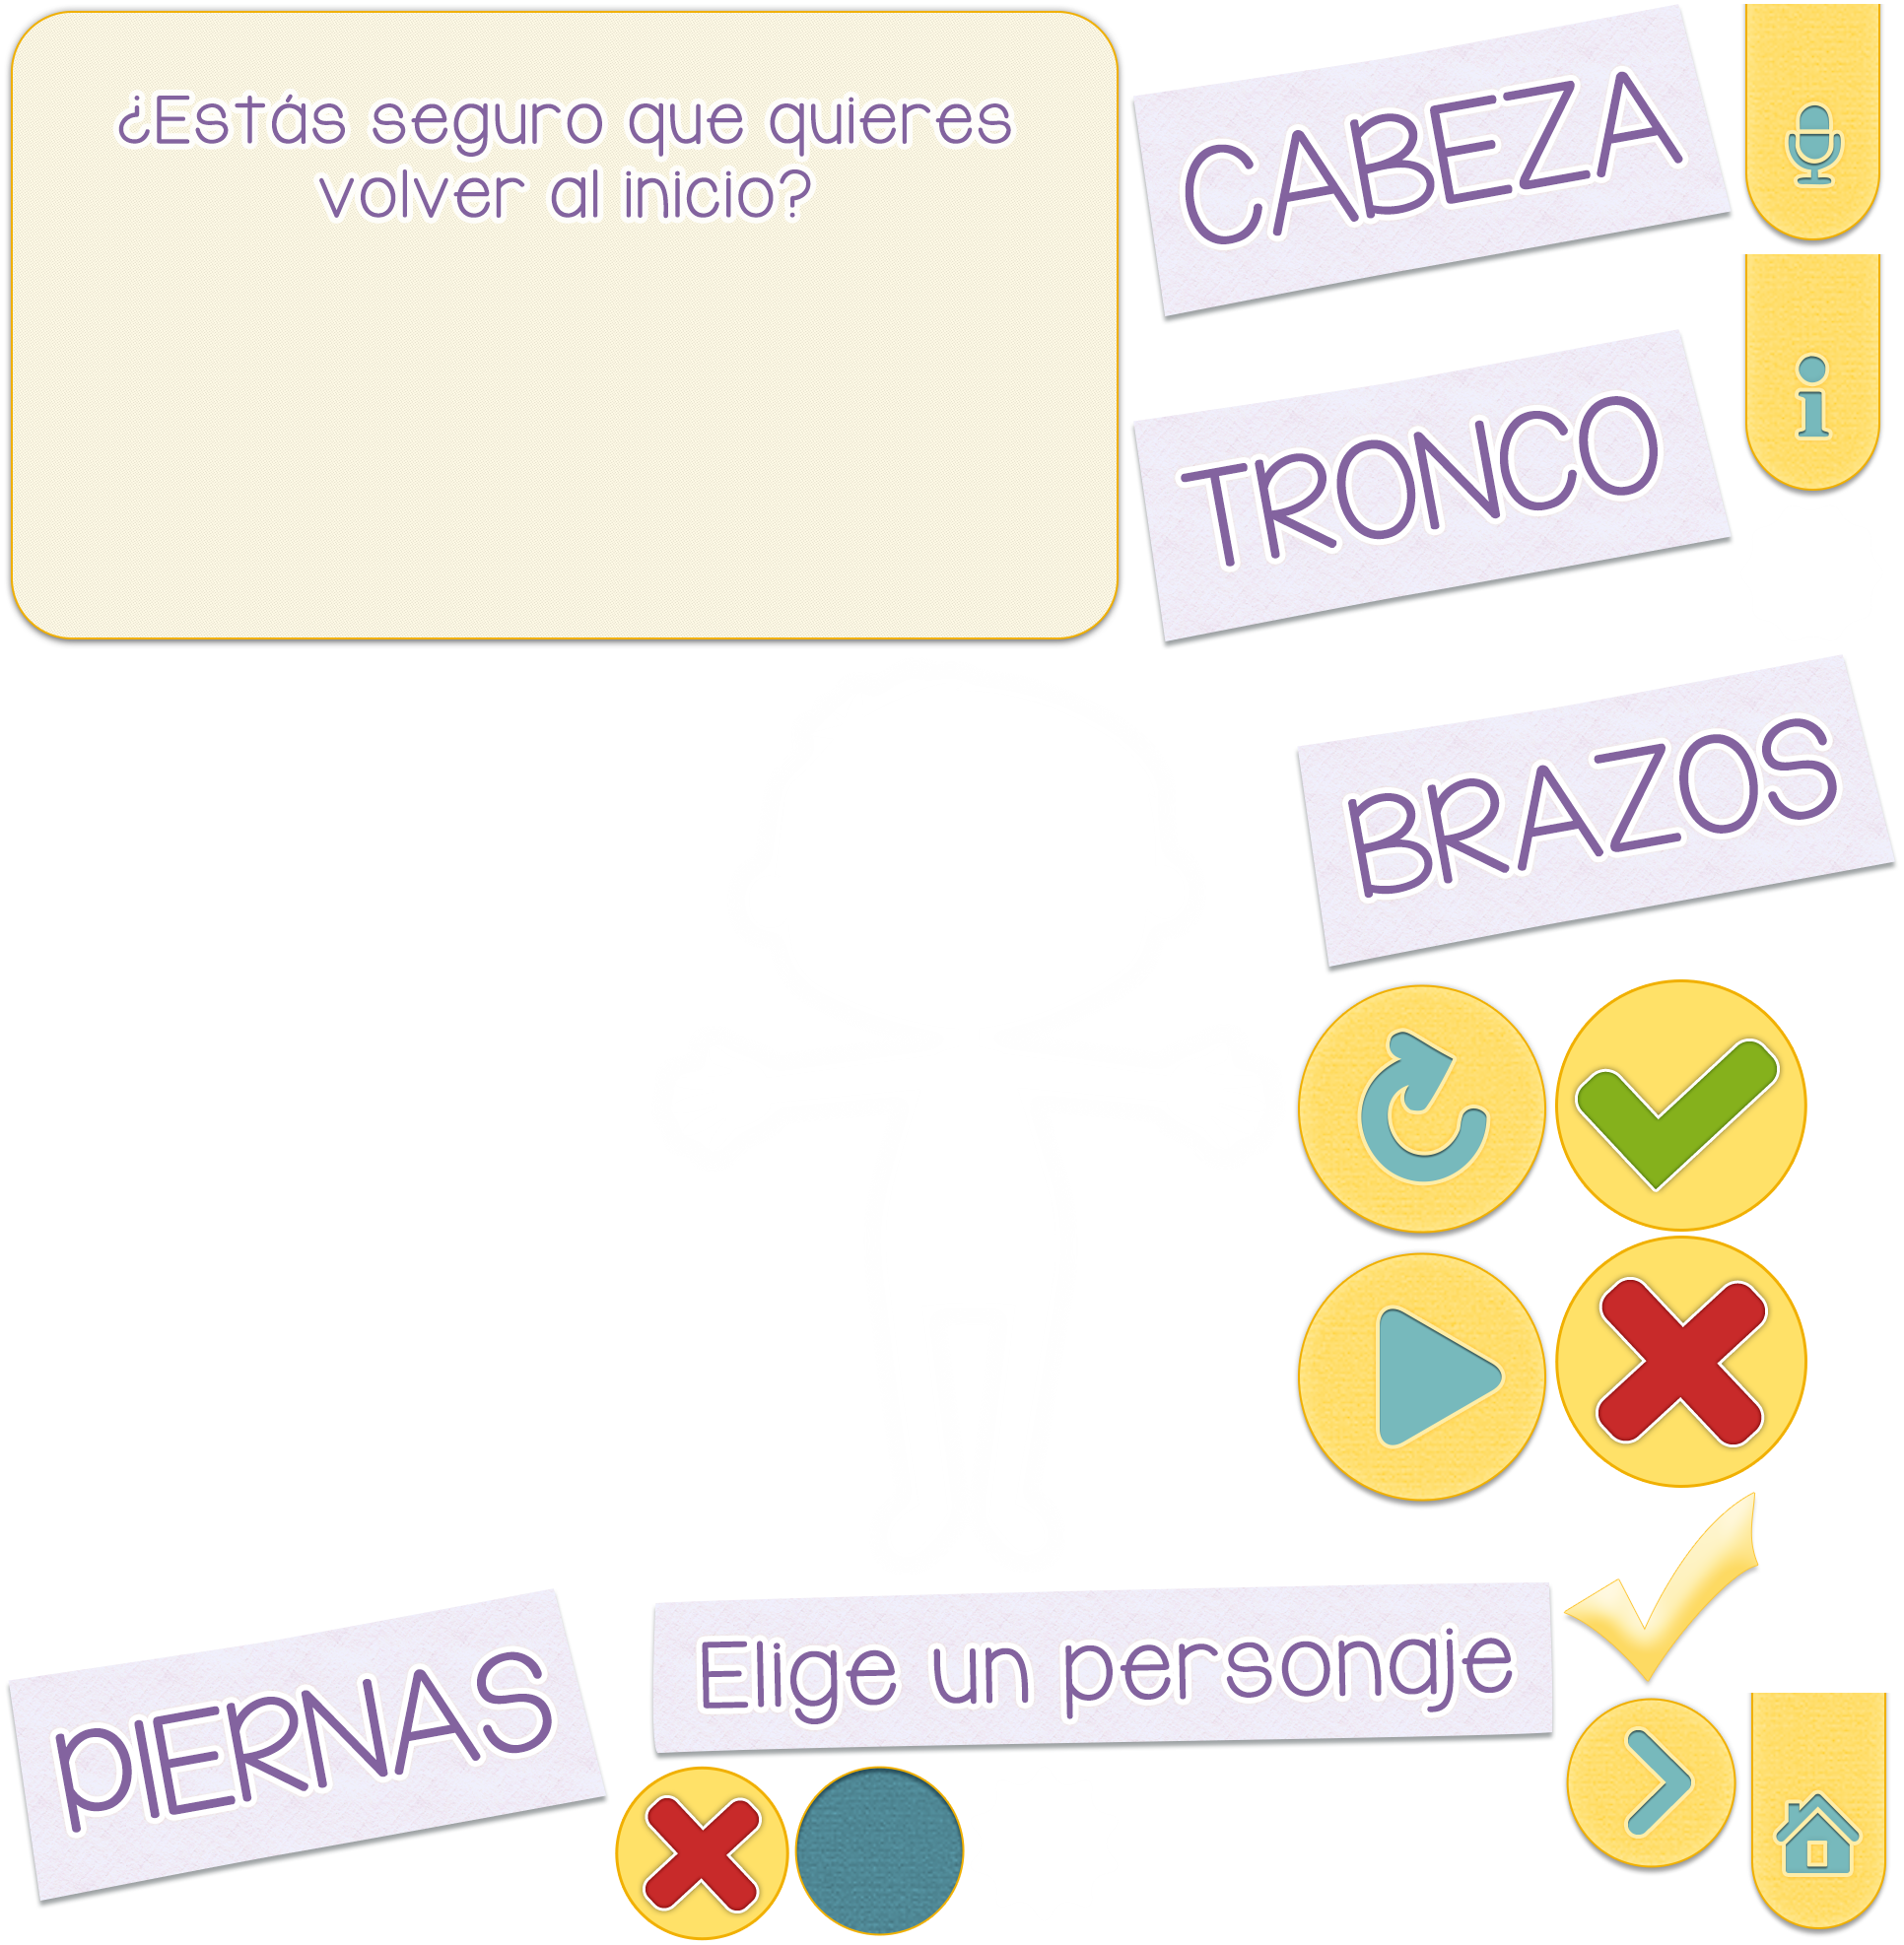 ¿Estás seguro que quieres
volver al inicio?
CABEZA
TRONCO
BRAZOS
PIERNAS
Elige un personaje